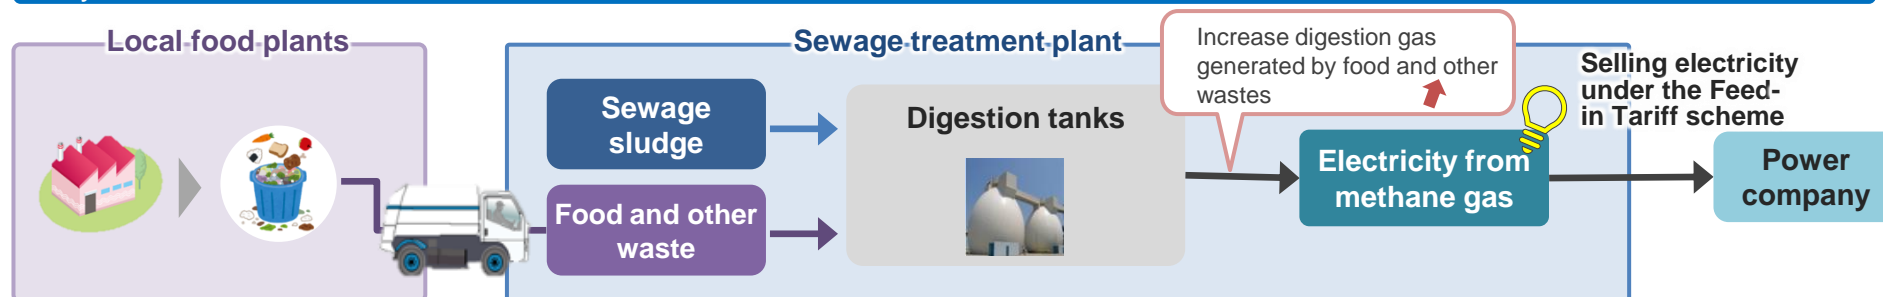 Local food plants
Sewage treatment plant
Increase digestion gas
generated by food and other
wastes
Selling electricity
under the Feed-
in Tariff scheme
Sewage
sludge
Digestion tanks
Electricity from
methane gas
Power
company
Food and other
waste